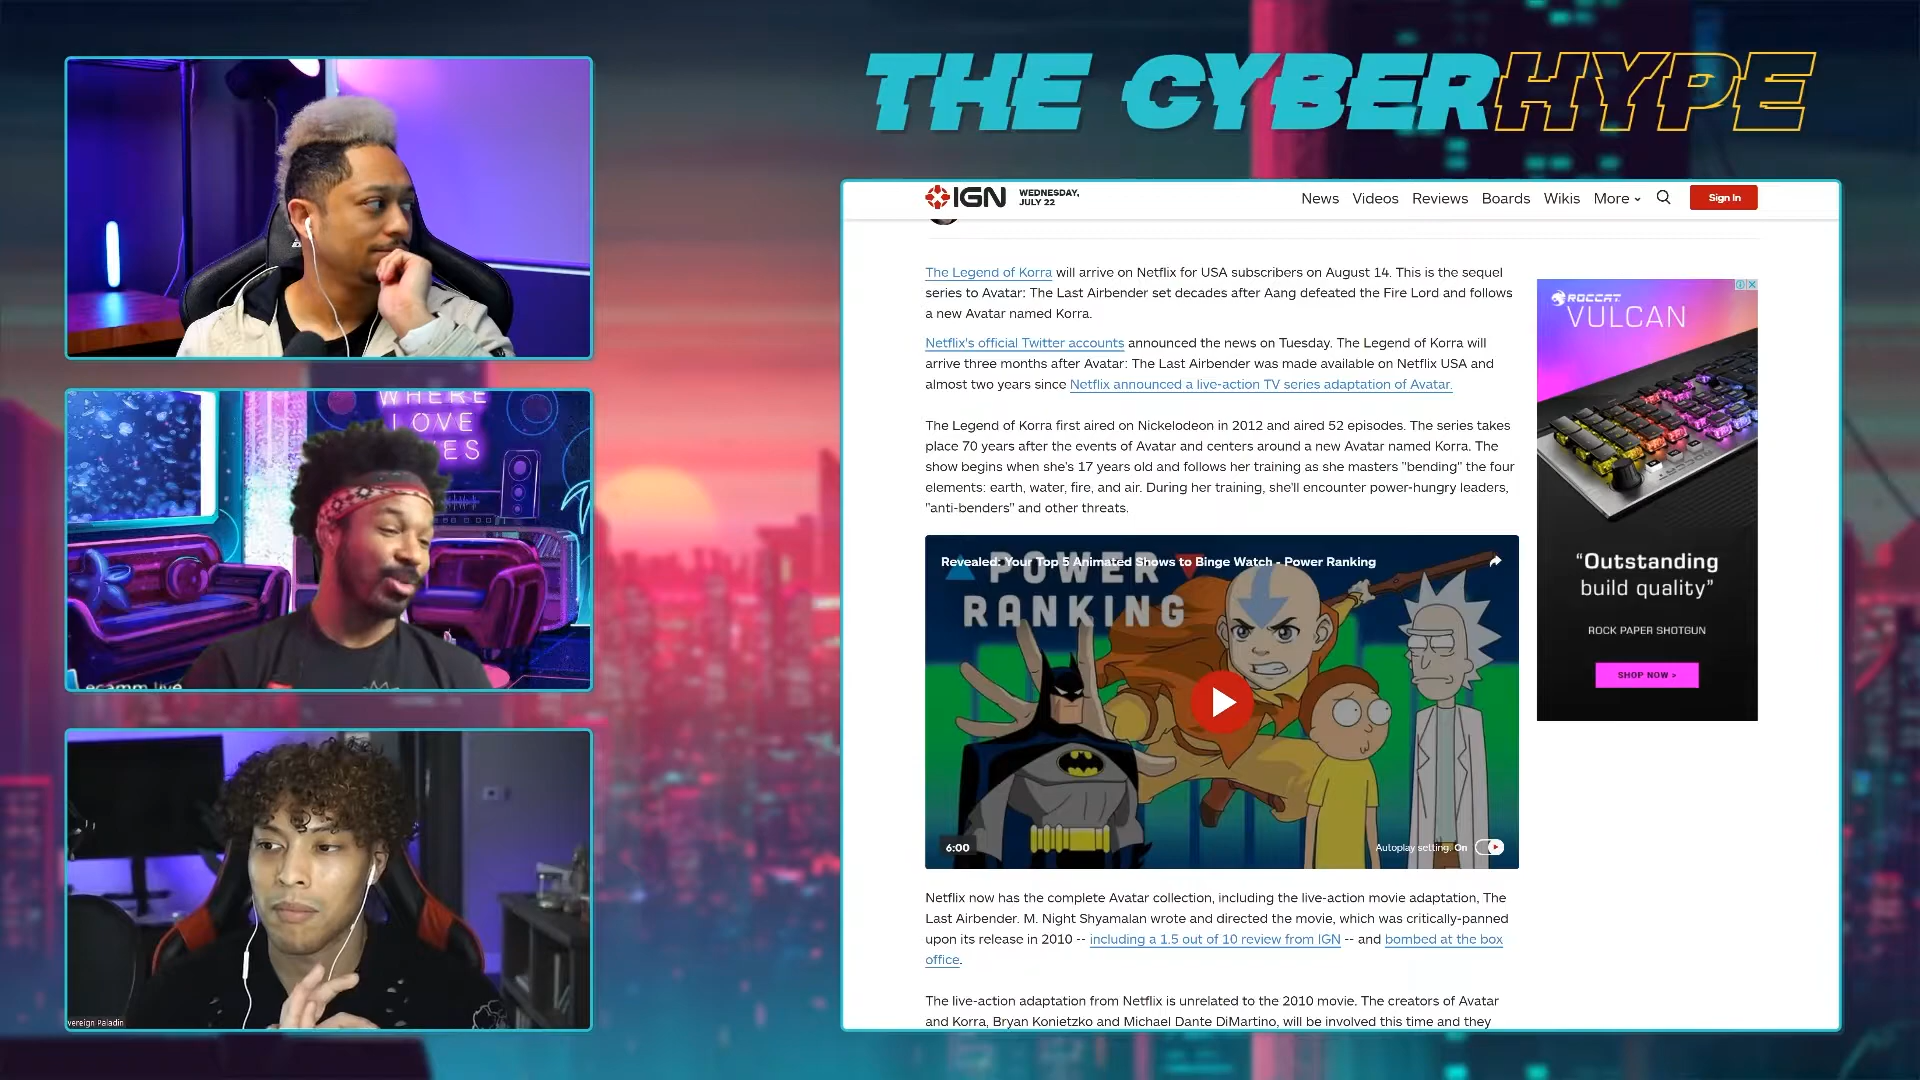 THE CYBERHYPE
IGN
WEDNESDAY,
JULY 22
News Videos Reviews Boards Wikis More
Sign In
The Legend of Korra will arrive on Netflix for USA subscribers on August 14. This is the sequel
series to Avatar: The Last Airbender set decades after Aang defeated the Fire Lord and follows
a new Avatar named Korra.
Netflix's official Twitter accounts announced the news on Tuesday. The Legend of Korra will
arrive three months after Avatar: The Last Airbender was made available on Netflix USA and
almost two years since Netflix announced a live-action TV series adaptation of Avatar.
The Legend of Korra first aired on Nickelodeon in 2012 and aired 52 episodes. The series takes
place 70 years after the events of Avatar and centers around a new Avatar named Korra. The
show begins when she's 17 years old and follows her training as she masters "bending" the four
elements: earth, water, fire, and air. During her training, she'll encounter power-hungry leaders,
"anti-benders" and other threats.
Revealed: Your Top 5 Animated Shows to Binge Watch - Power Ranking
POWER
RANKING
6:00
Autoplay setting: On
Netflix now has the complete Avatar collection, including the live-action movie adaptation, The
Last Airbender. M. Night Shyamalan wrote and directed the movie, which was critically-panned
upon its release in 2010 -- including a 1.5 out of 10 review from IGN -- and bombed at the box
office.
The live-action adaptation from Netflix is unrelated to the 2010 movie. The creators of Avatar
and Korra, Bryan Konietzko and Michael Dante DiMartino, will be involved this time and they
ROCCAT
VULCAN
"Outstanding
build quality"
ROCK PAPER SHOTGUN
SHOP NOW >
WHERE
LOVE
ES
ecamm live
vereign Paladin